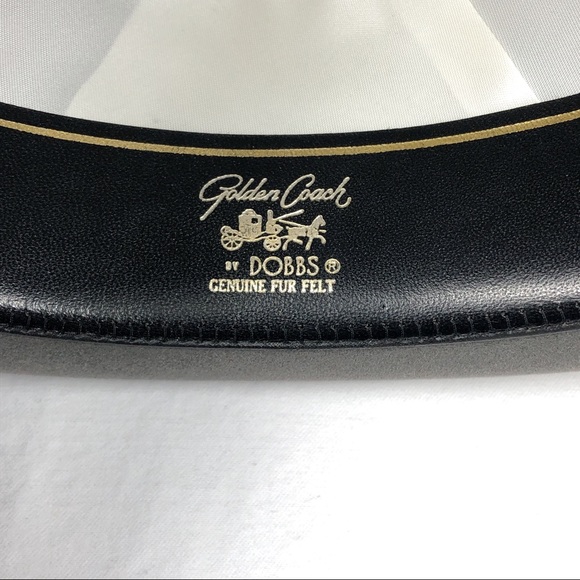 Golden Coach
BY DOBBS ®
GENUINE FUR FELT